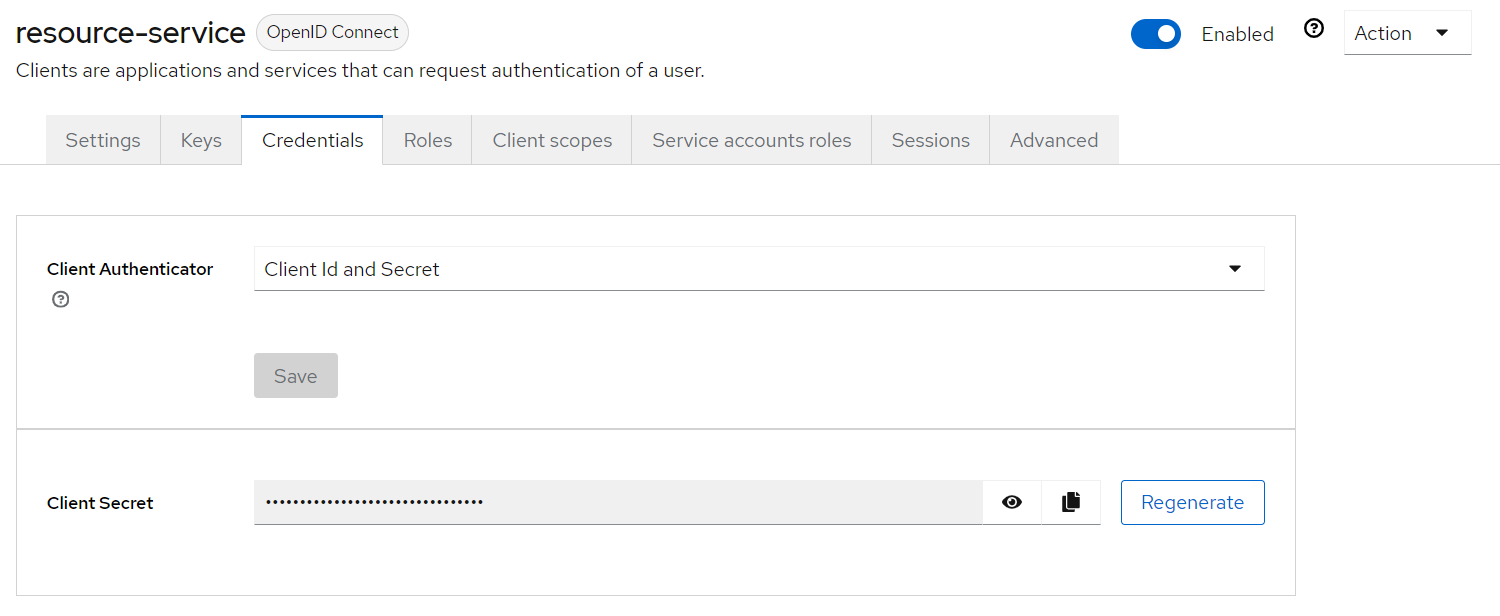 resource-service OpenID Connect Enabled Action
Clients are applications and services that can request authentication of a user.
Settings Keys Credentials Roles Client scopes Service accounts roles Sessions Advanced
Client Authenticator Client Id and Secret
Save
Client Secret ································ Regenerate